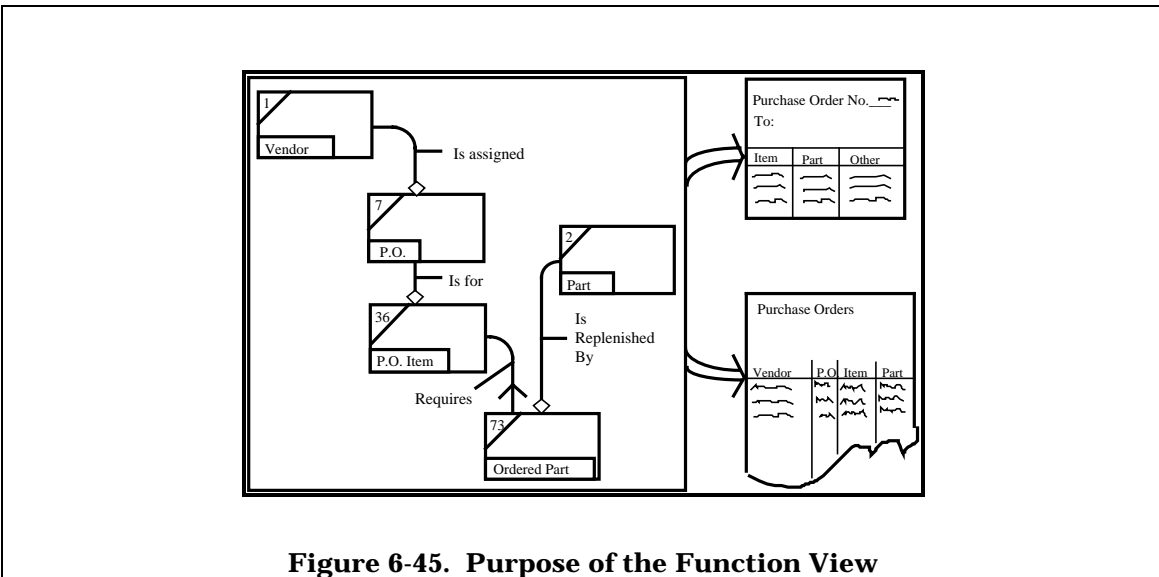 1
Vendor
Is assigned
7
P.O.
Is for
36
P.O. Item
Requires
2
Part
Is
Replenished
By
73
Ordered Part
Purchase Order No.
To:
Item Part Other
Purchase Orders
Vendor P.O Item Part
Figure 6-45. Purpose of the Function View